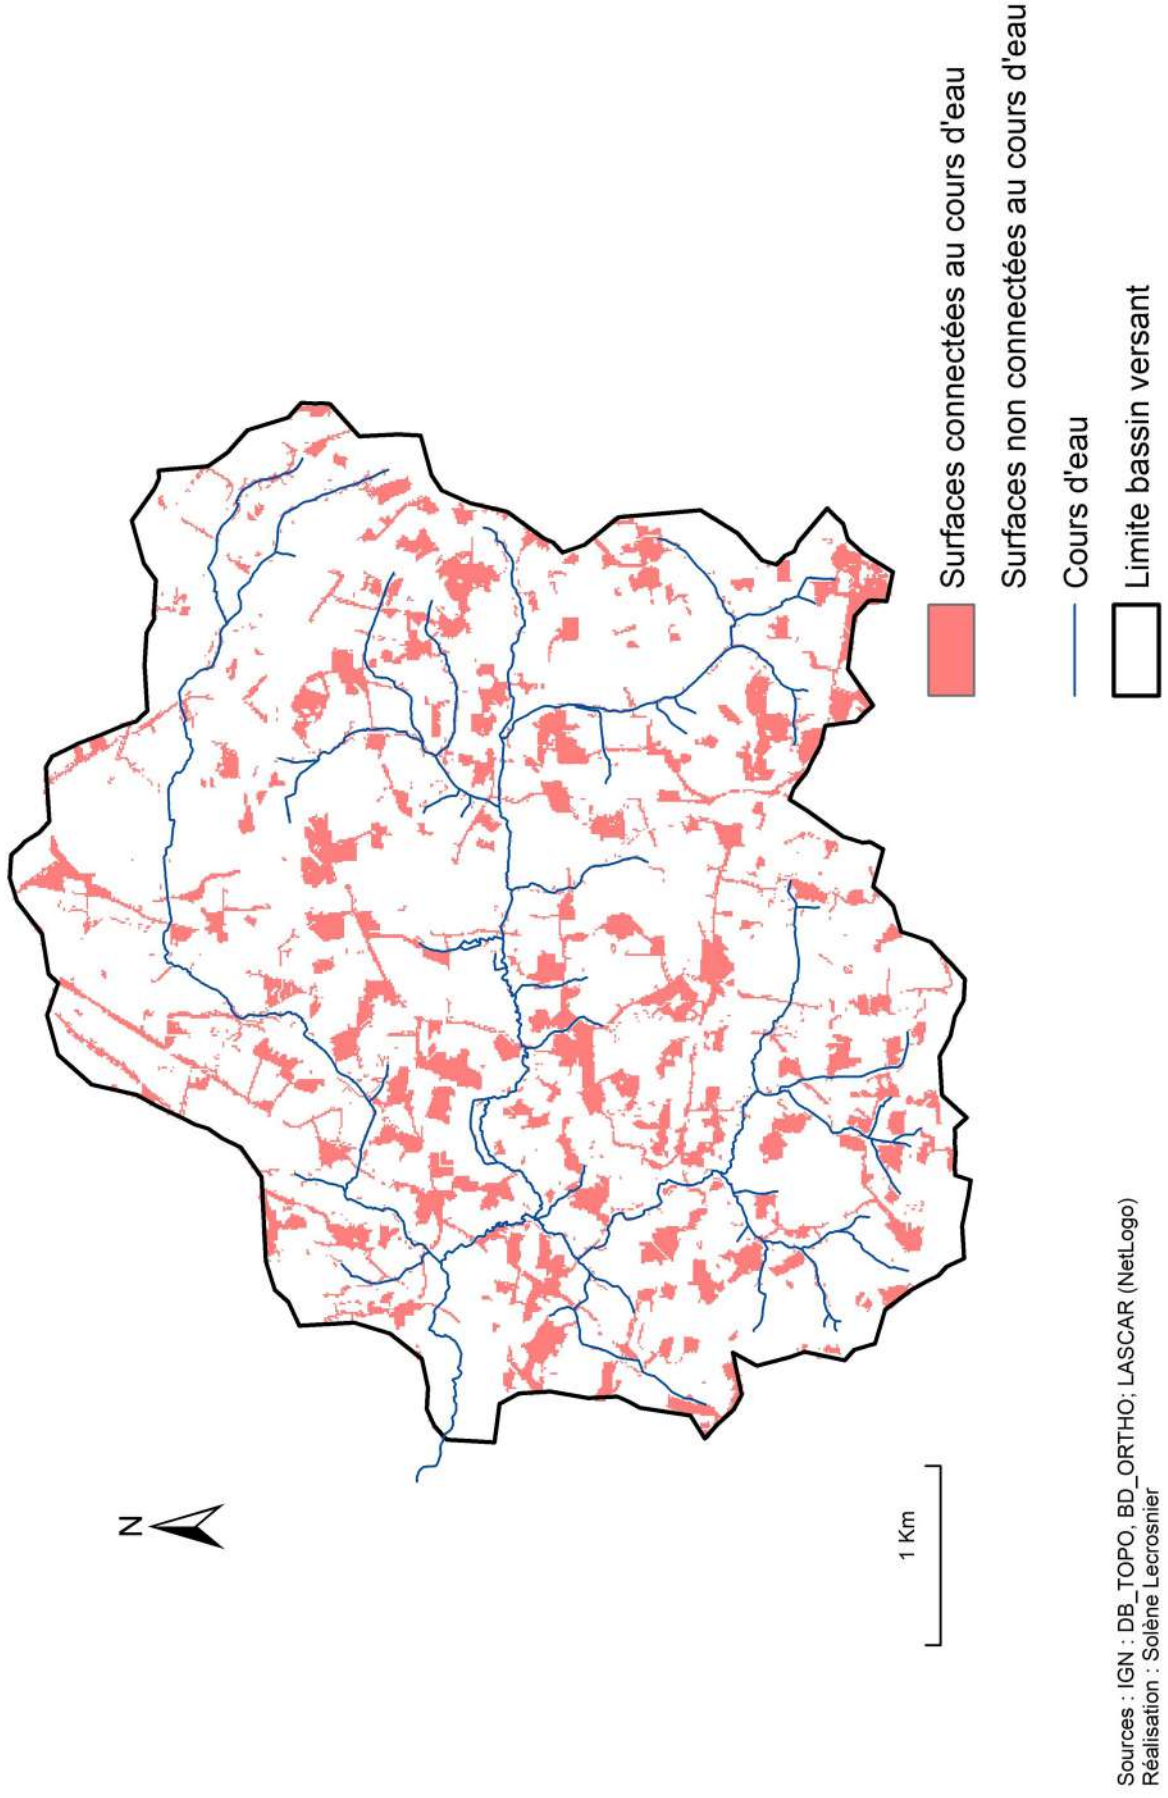 N
1 Km
Surfaces connectées au cours d'eau
Surfaces non connectées au cours d'eau
Cours d'eau
Limite bassin versant
Sources : IGN : DB_TOPO, BD_ORTHO; LASCAR (NetLogo)
Réalisation : Solène Lecrosnier